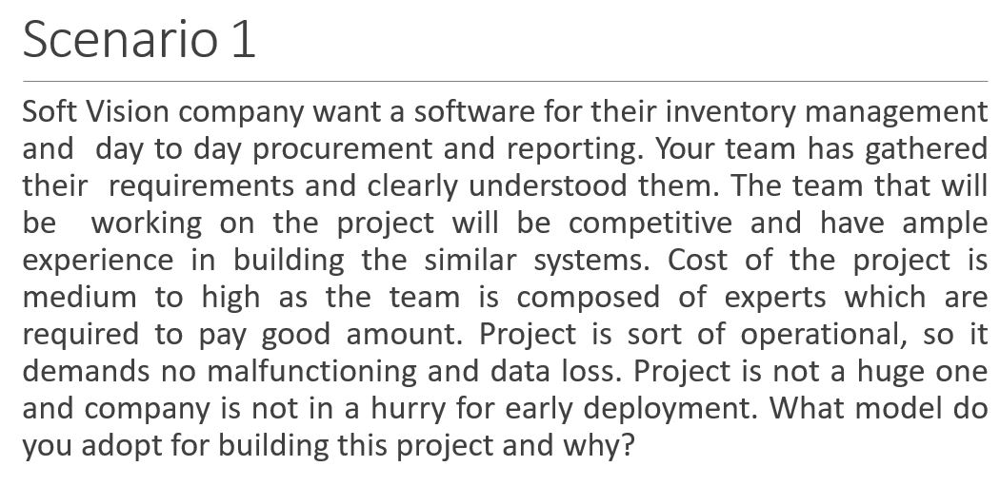 Scenario 1
Soft Vision company want a software for their inventory management
and day to day procurement and reporting. Your team has gathered
their requirements and clearly understood them. The team that will
be working on the project will be competitive and have ample
experience in building the similar systems. Cost of the project is
medium to high as the team is composed of experts which are
required to pay good amount. Project is sort of operational, so it
demands no malfunctioning and data loss. Project is not a huge one
and company is not in a hurry for early deployment. What model do
you adopt for building this project and why?